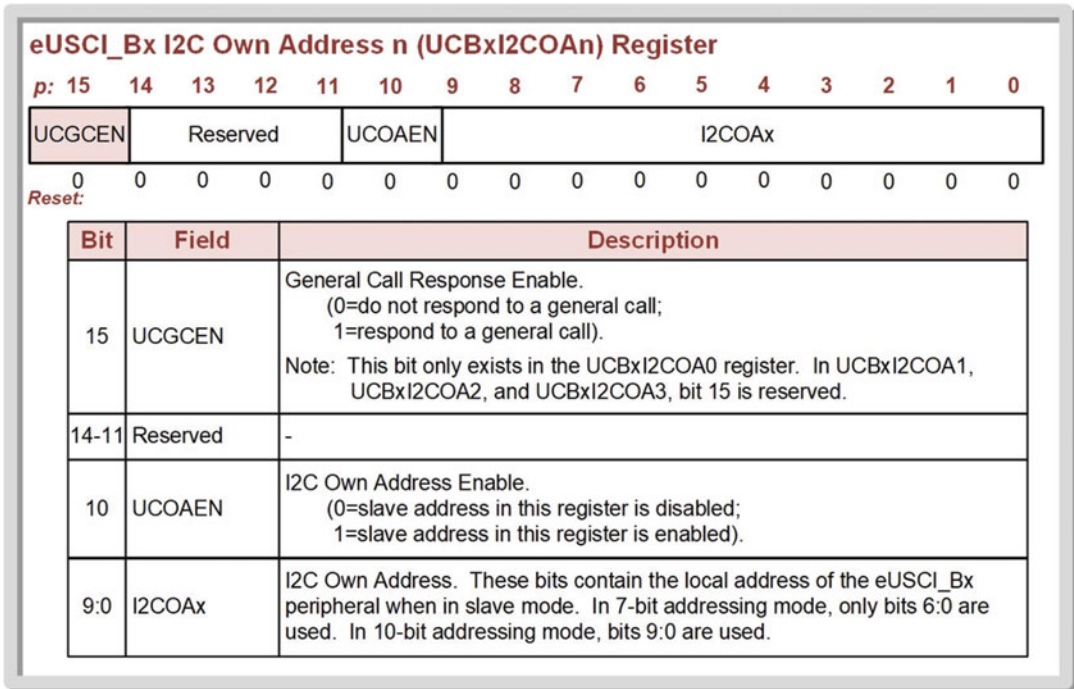 eUSCI_Bx I2C Own Address n (UCBxI2COAn) Register
p: 15 14 13 12 11 10 9 8 7 6 5 4 3 2 1 0
UCGCEN Reserved UCOAEN I2COAx
0 0 0 0 0 0 0 0 0 0 0 0 0 0 0 0
Reset:
Bit Field Description
General Call Response Enable.
(0=do not respond to a general call;
15 UCGCEN 1=respond to a general call).
Note: This bit only exists in the UCBxI2COA0 register. In UCBxI2COA1,
UCBxI2COA2, and UCBxI2COA3, bit 15 is reserved.
14-11 Reserved -
I2C Own Address Enable.
10 UCOAEN (0=slave address in this register is disabled;
1=slave address in this register is enabled).
I2C Own Address. These bits contain the local address of the eUSCI_Bx
9:0 I2COAx peripheral when in slave mode. In 7-bit addressing mode, only bits 6:0 are
used. In 10-bit addressing mode, bits 9:0 are used.